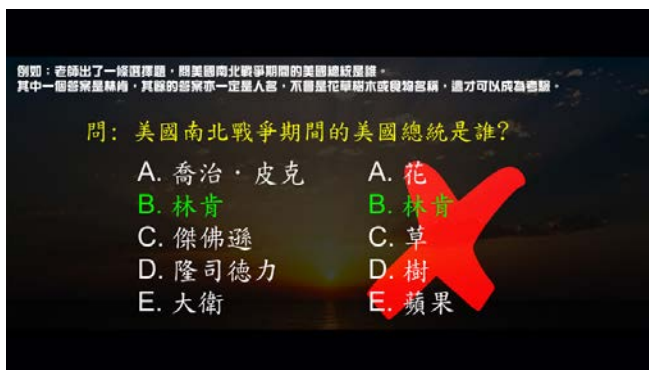 例如：老師出了一條選擇題，問美國南北戰爭期間的美國總統是誰。
其中一個答案是林肯，其餘的答案亦一定是人名，不會是花草樹木或食物名稱，這才可以成為考驗。
問: 美國南北戰爭期間的美國總統是誰?
A. 喬治·皮克
B. 林肯
C. 傑佛遜
D. 隆司德力
E. 大衛
A. 花
B. 林肯
C. 草
D. 樹
E. 蘋果